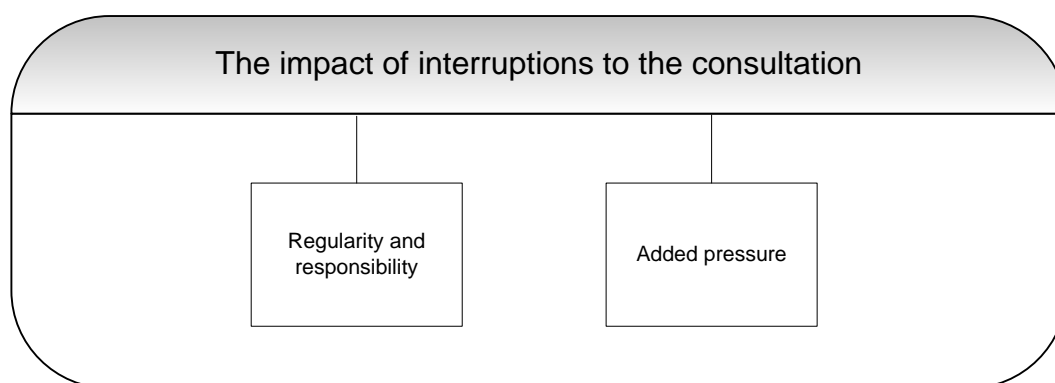 The impact of interruptions to the consultation
Regularity and
responsibility
Added pressure